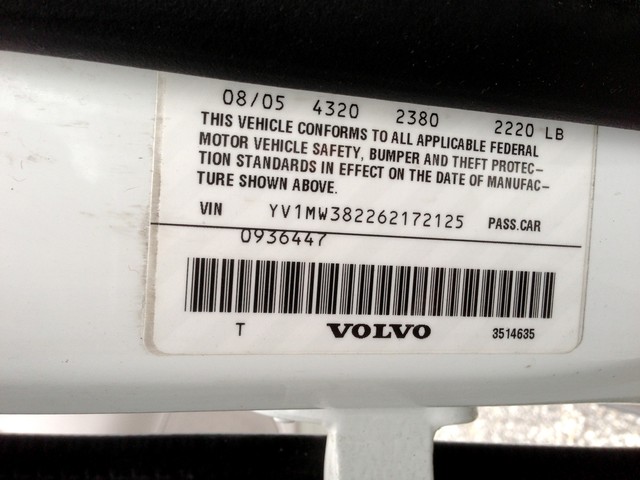 08/05 4320 2380 2220 LB
THIS VEHICLE CONFORMS TO ALL APPLICABLE FEDERAL
MOTOR VEHICLE SAFETY, BUMPER AND THEFT PROTEC-
TION STANDARDS IN EFFECT ON THE DATE OF MANUFAC-
TURE SHOWN ABOVE.
VIN YV1MW382262172125 PASS.CAR
0936447
T VOLVO 3514635